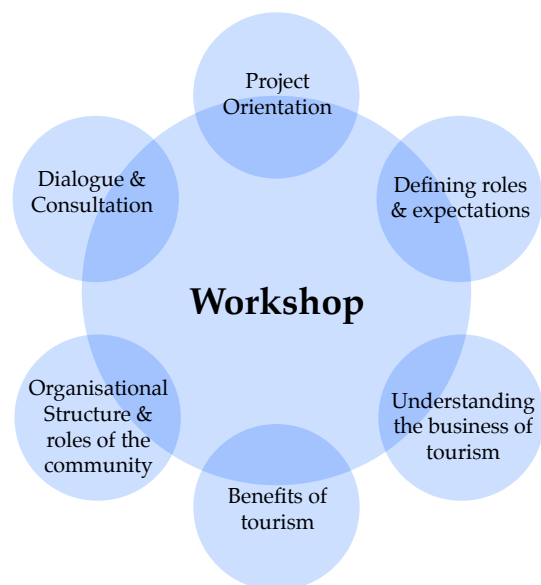 Project
Orientation
Defining roles
& expectations
Understanding
the business of
tourism
Benefits of
tourism
Organisational
Structure &
roles of the
community
Dialogue &
Consultation
Workshop